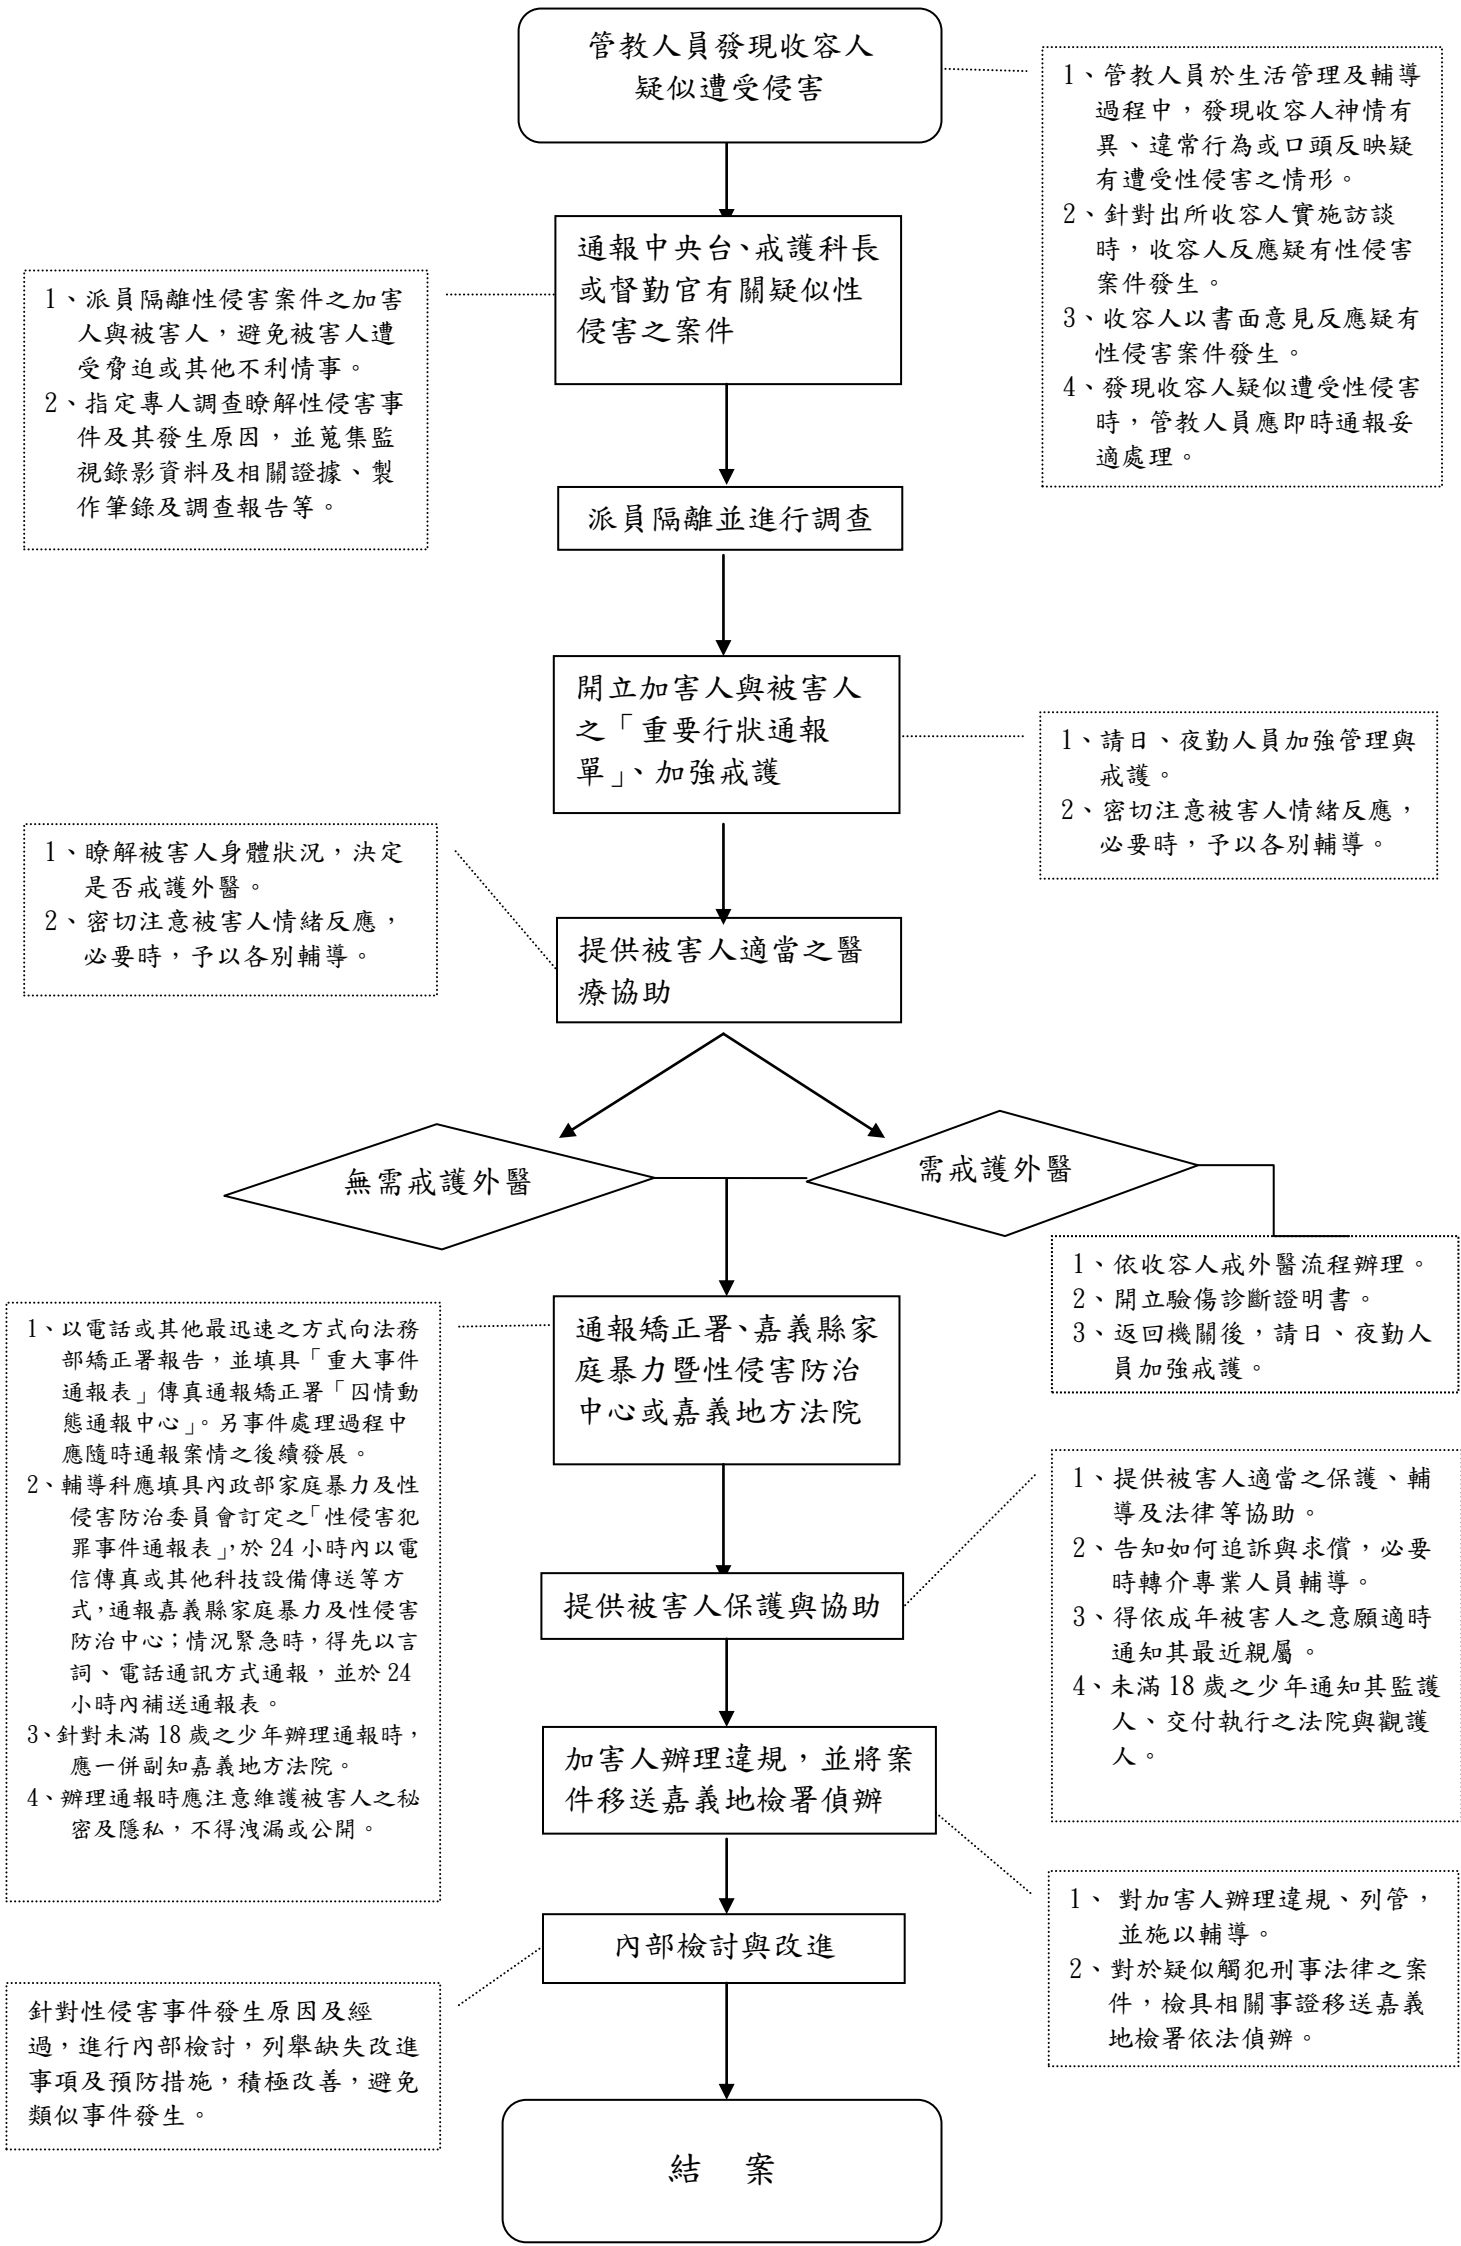 管教人員發現收容人
疑似遭受侵害
1、管教人員於生活管理及輔導
過程中，發現收容人神情有
異、違常行為或口頭反映疑
有遭受性侵害之情形。
2、針對出所收容人實施訪談
時，收容人反應疑有性侵害
案件發生。
3、收容人以書面意見反應疑有
性侵害案件發生。
4、發現收容人疑似遭受性侵害
時，管教人員應即時通報妥
適處理。
通報中央台、戒護科長
或督勤官有關疑似性
侵害之案件
1、派員隔離性侵害案件之加害
人與被害人，避免被害人遭
受脅迫或其他不利情事。
2、指定專人調查瞭解性侵害事
件及其發生原因，並蒐集監
視錄影資料及相關證據、製
作筆錄及調查報告等。
派員隔離並進行調查
開立加害人與被害人
之「重要行狀通報
單」、加強戒護
1、請日、夜勤人員加強管理與
戒護。
2、密切注意被害人情緒反應，
必要時，予以各別輔導。
1、瞭解被害人身體狀況，決定
是否戒護外醫。
2、密切注意被害人情緒反應，
必要時，予以各別輔導。
提供被害人適當之醫
療協助
無需戒護外醫
需戒護外醫
1、依收容人戒外醫流程辦理。
2、開立驗傷診斷證明書。
3、返回機關後，請日、夜勤人
員加強戒護。
通報矯正署、嘉義縣家
庭暴力暨性侵害防治
中心或嘉義地方法院
1、以電話或其他最迅速之方式向法務
部矯正署報告，並填具「重大事件
通報表」傳真通報矯正署「囚情動
態通報中心」。另事件處理過程中
應隨時通報案情之後續發展。
2、輔導科應填具內政部家庭暴力及性
侵害防治委員會訂定之「性侵害犯
罪事件通報表」，於 24 小時內以電
信傳真或其他科技設備傳送等方
式，通報嘉義縣家庭暴力及性侵害
防治中心；情況緊急時，得先以言
詞、電話通訊方式通報，並於 24
小時內補送通報表。
3、針對未滿 18 歲之少年辦理通報時，
應一併副知嘉義地方法院。
4、辦理通報時應注意維護被害人之秘
密及隱私，不得洩漏或公開。
1、提供被害人適當之保護、輔
導及法律等協助。
2、告知如何追訴與求償，必要
時轉介專業人員輔導。
3、得依成年被害人之意願適時
通知其最近親屬。
4、未滿 18 歲之少年通知其監護
人、交付執行之法院與觀護
人。
提供被害人保護與協助
加害人辦理違規，並將案
件移送嘉義地檢署偵辦
1、 對加害人辦理違規、列管，
並施以輔導。
2、對於疑似觸犯刑事法律之案
件，檢具相關事證移送嘉義
地檢署依法偵辦。
內部檢討與改進
針對性侵害事件發生原因及經
過，進行內部檢討，列舉缺失改進
事項及預防措施，積極改善，避免
類似事件發生。
結 案